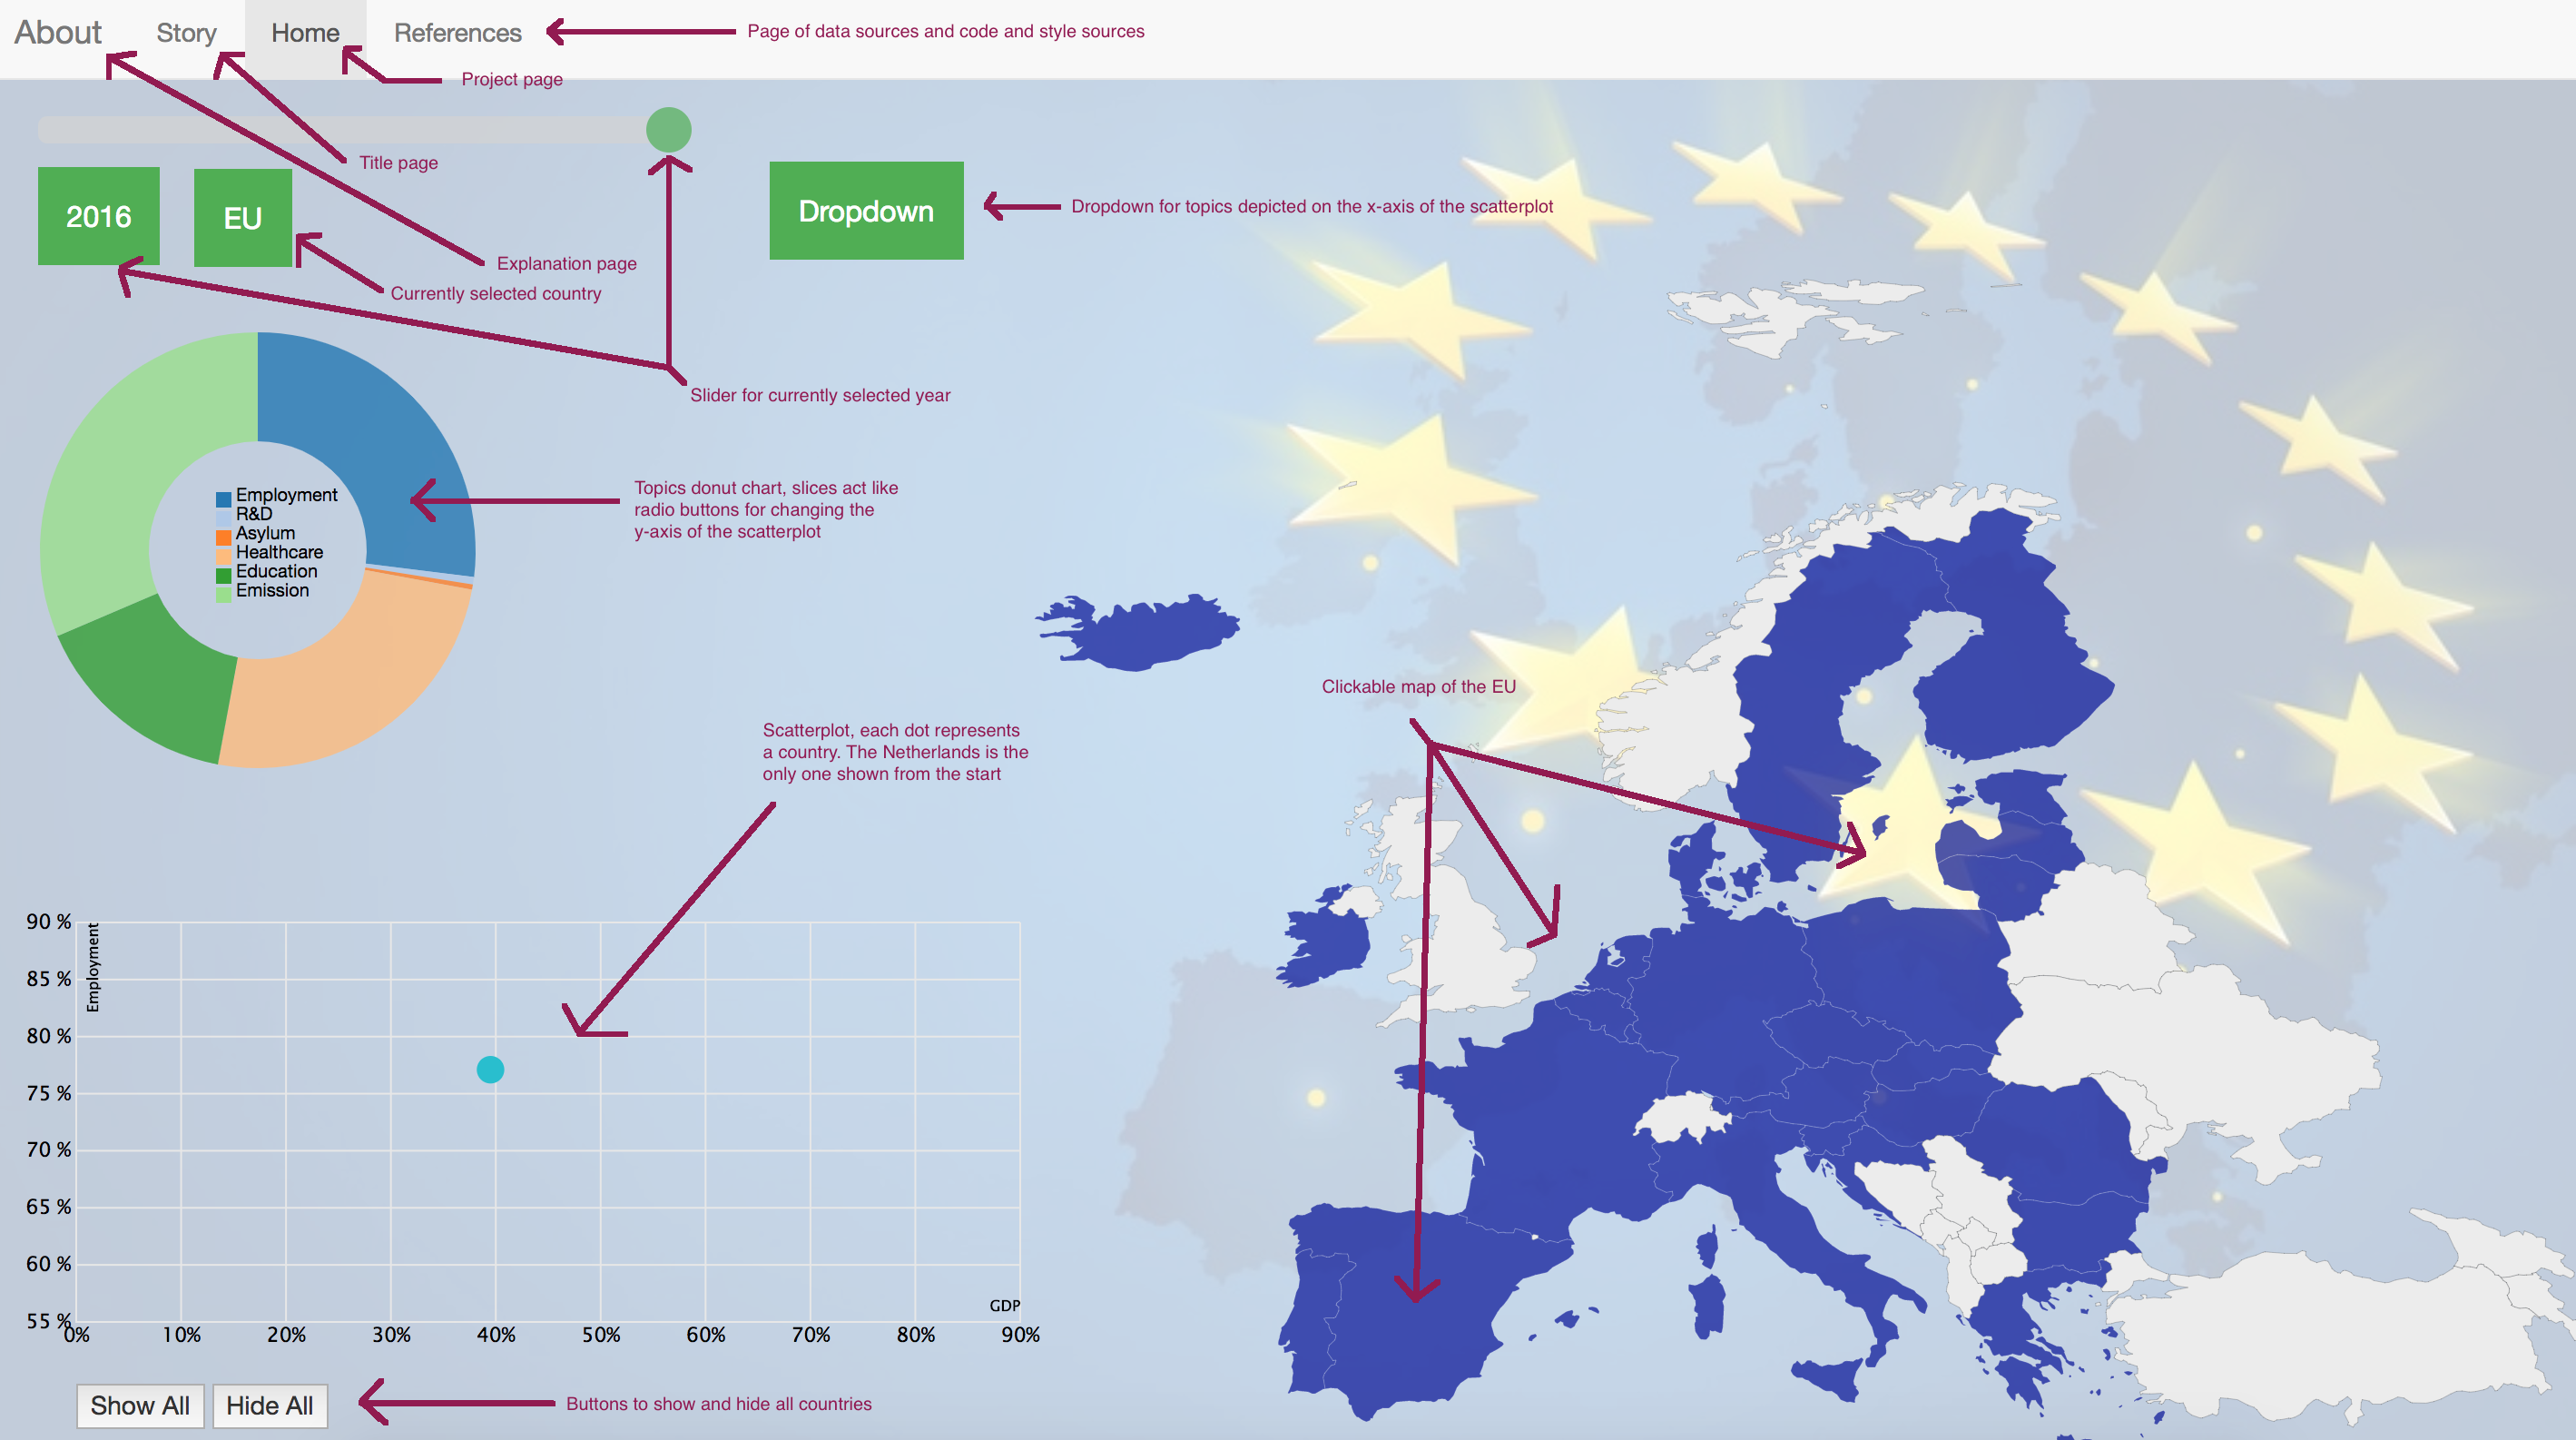 About
Story
Home
References
Page of data sources and code and style sources
Project page
Title page
2016
EU
Dropdown
Dropdown for topics depicted on the x-axis of the scatterplot
Explanation page
Currently selected country
Slider for currently selected year
Employment
R&D
Asylum
Healthcare
Education
Emission
Topics donut chart, slices act like
radio buttons for changing the
y-axis of the scatterplot
Clickable map of the EU
Scatterplot, each dot represents
a country. The Netherlands is the
only one shown from the start
90 %
85 %
80 %
75 %
70 %
65 %
60 %
55 %
Employment
GDP
0%
10%
20%
30%
40%
50%
60%
70%
80%
90%
Show All
Hide All
Buttons to show and hide all countries